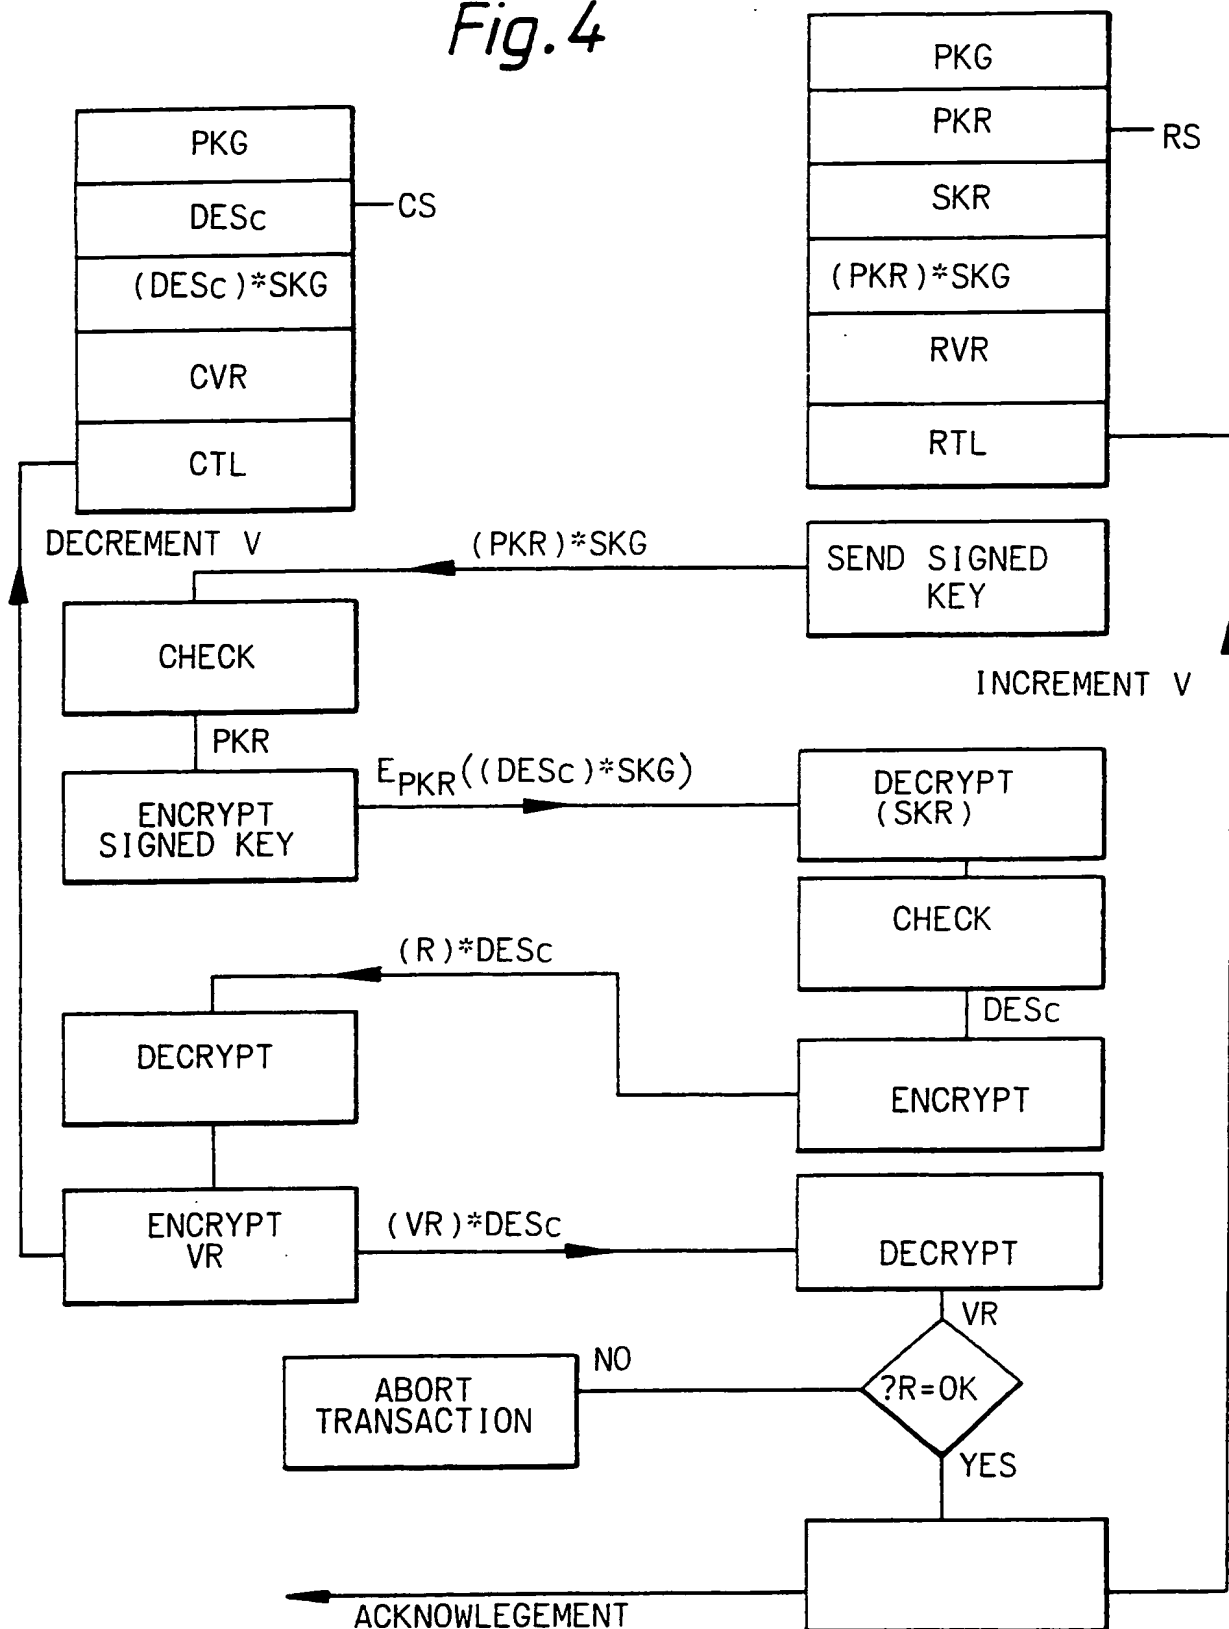 Fig.4
PKG
PKR
RS
SKR
(PKR)*SKG
RVR
RTL
PKG
DESc
CS
(DESc)*SKG
CVR
CTL
DECREMENT V
(PKR)*SKG
SEND SIGNED
KEY
CHECK
INCREMENT V
PKR
EPKR((DESc)*SKG)
ENCRYPT
SIGNED KEY
DECRYPT
(SKR)
CHECK
DESc
(R)*DESc
DECRYPT
ENCRYPT
ENCRYPT
VR
(VR)*DESc
DECRYPT
VR
?R=OK
NO
ABORT
TRANSACTION
YES
ACKNOWLEGEMENT